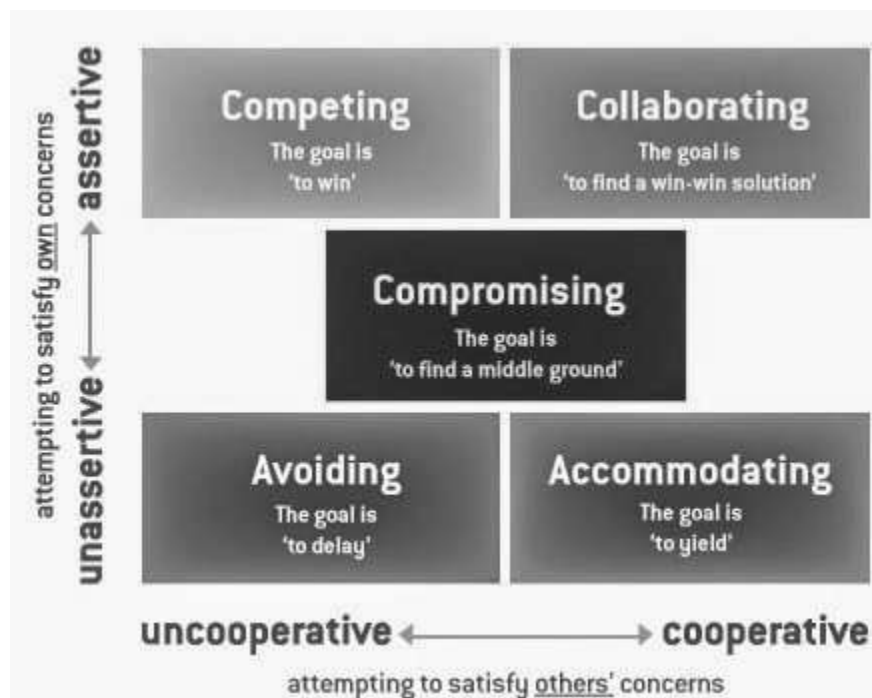 Competing
The goal is
‘to win’
Collaborating
The goal is
‘to find a win-win solution’
Compromising
The goal is
‘to find a middle ground’
Avoiding
The goal is
‘to delay’
Accommodating
The goal is
‘to yield’
attempting to satisfy own concerns
unassertive
assertive
uncooperative
cooperative
attempting to satisfy others’ concerns